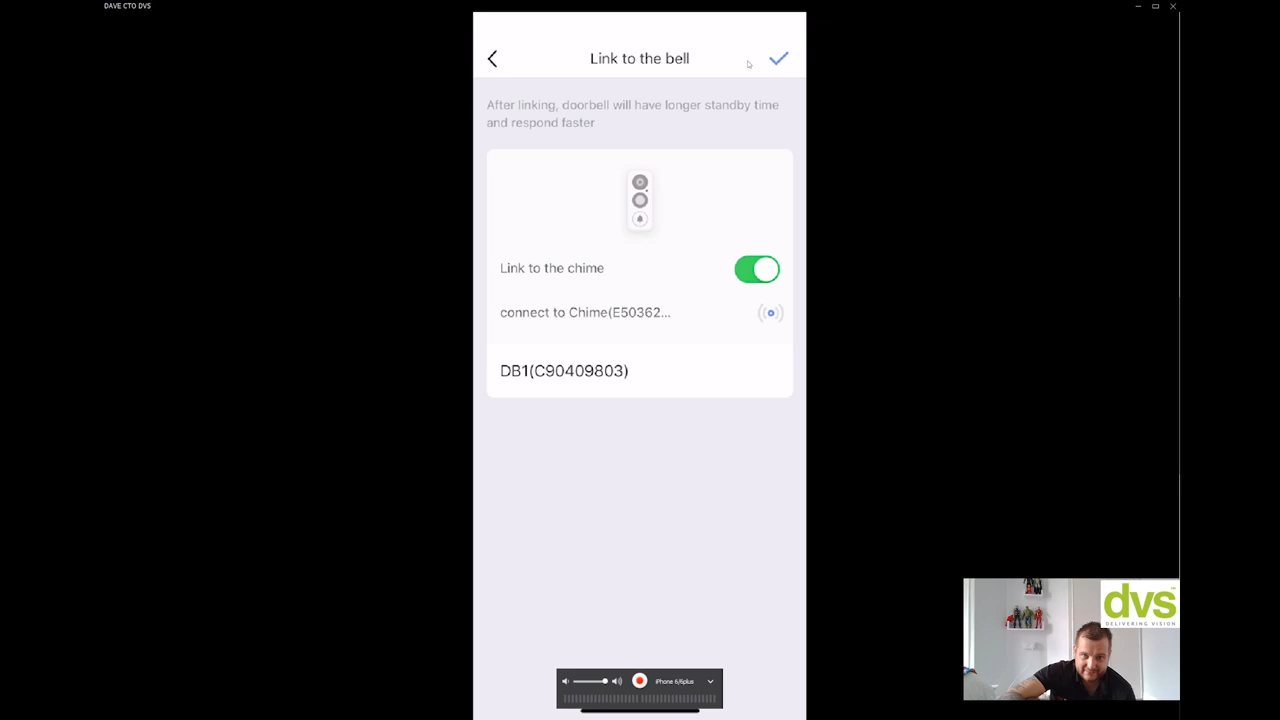 DAVE CTO DVS
Link to the bell
After linking, doorbell will have longer standby time
and respond faster
Link to the chime
connect to Chime(E50362...
DB1(C90409803)
iPhone 6/6plus
dvs
DELIVERING VISION